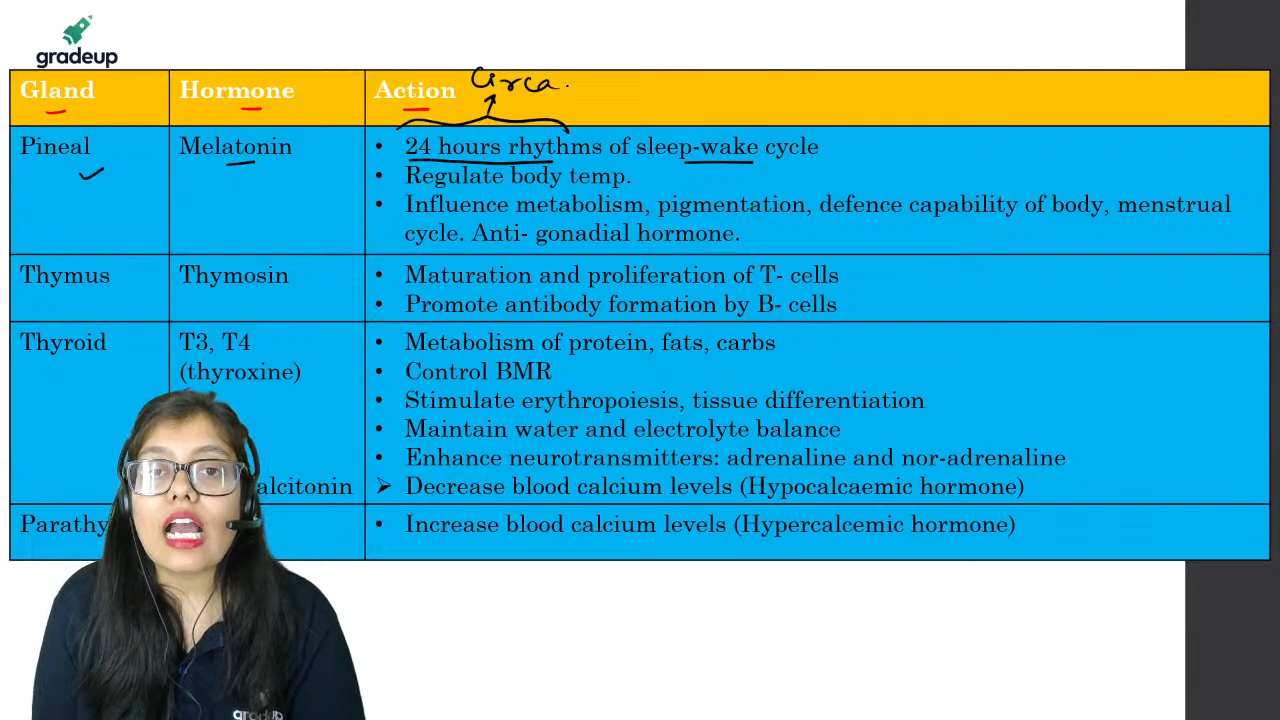 gradeup
Gland Hormone Action Circa.
Pineal Melatonin • 24 hours rhythms of sleep-wake cycle
• Regulate body temp.
• Influence metabolism, pigmentation, defence capability of body, menstrual
cycle. Anti- gonadial hormone.
Thymus Thymosin • Maturation and proliferation of T- cells
• Promote antibody formation by B- cells
Thyroid T3, T4 • Metabolism of protein, fats, carbs
(thyroxine) • Control BMR
• Stimulate erythropoiesis, tissue differentiation
• Maintain water and electrolyte balance
• Enhance neurotransmitters: adrenaline and nor-adrenaline
alcitonin ➢ Decrease blood calcium levels (Hypocalcaemic hormone)
Parathy • Increase blood calcium levels (Hypercalcemic hormone)
gradeup